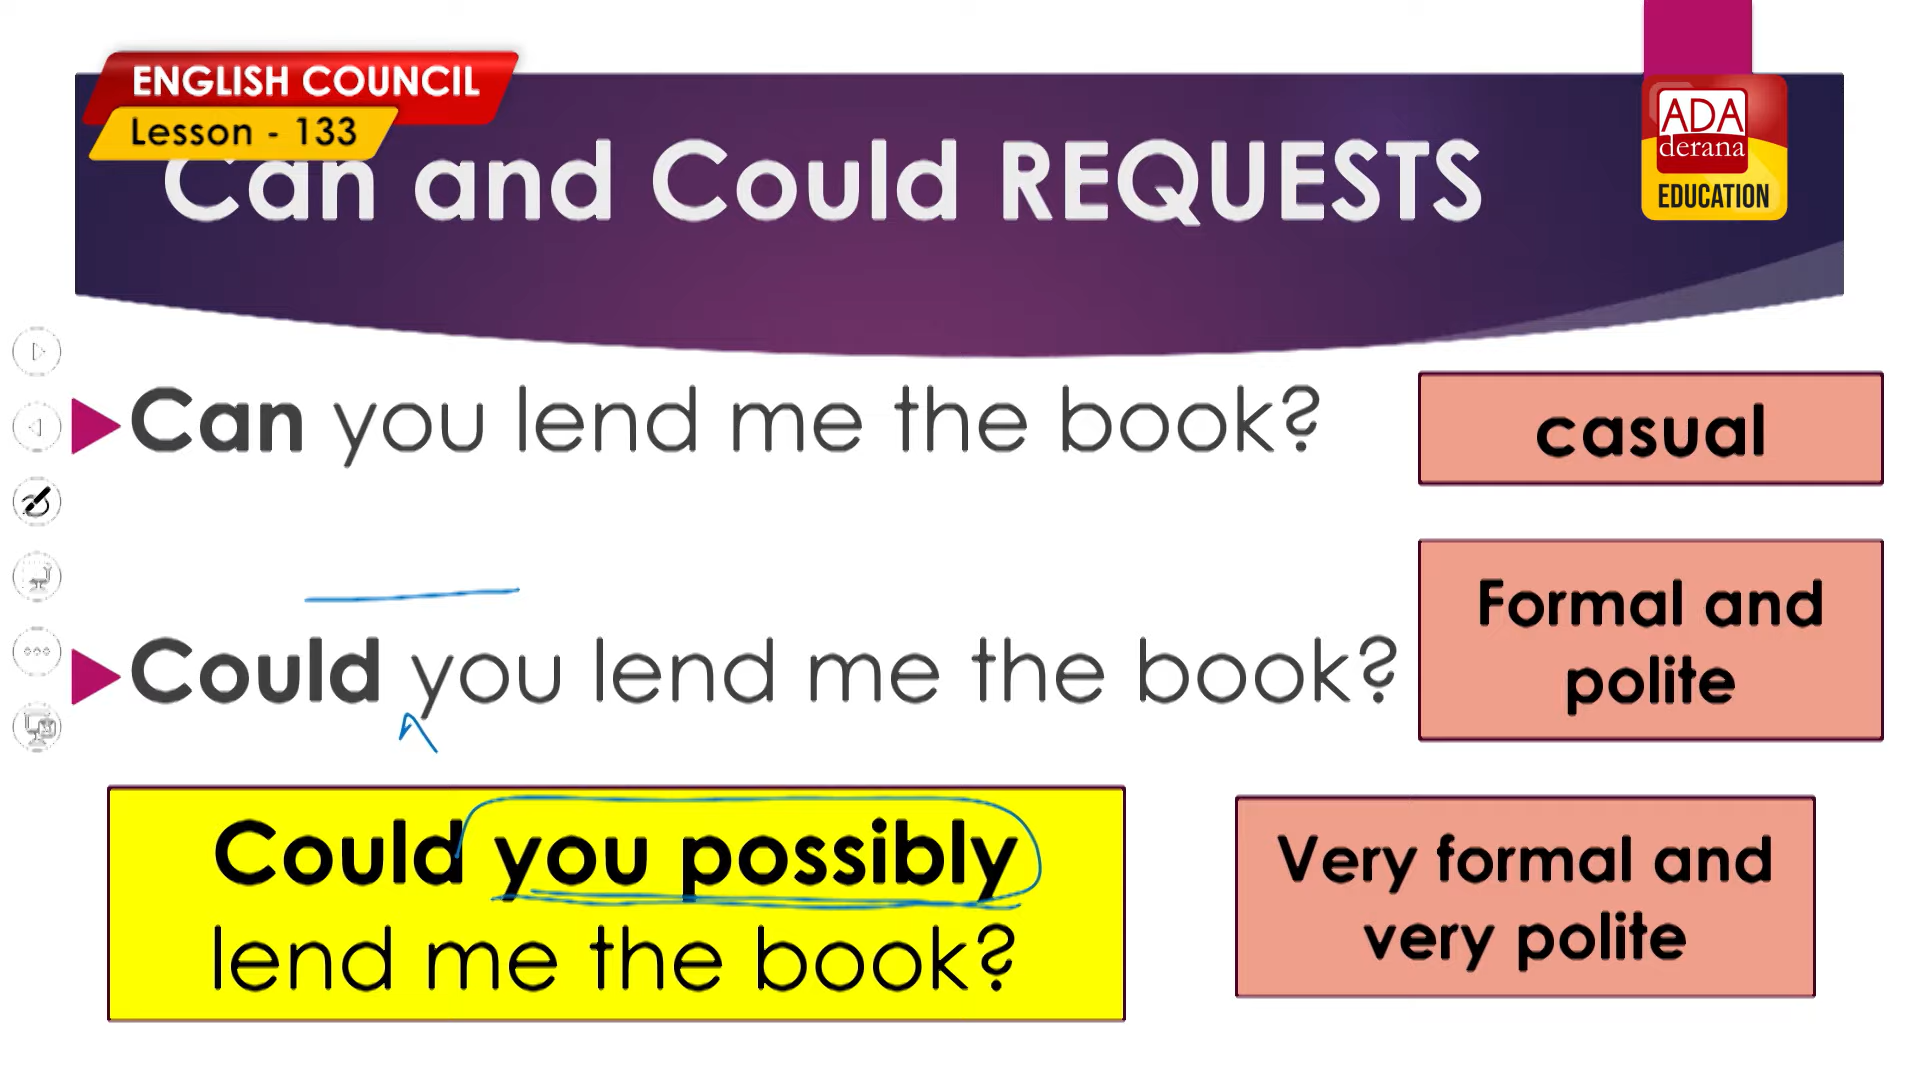 ENGLISH COUNCIL
Lesson - 133
Can and Could REQUESTS
ADA
derana
EDUCATION
Can you lend me the book?
casual
Could you lend me the book?
Formal and
polite
Could you possibly
lend me the book?
Very formal and
very polite